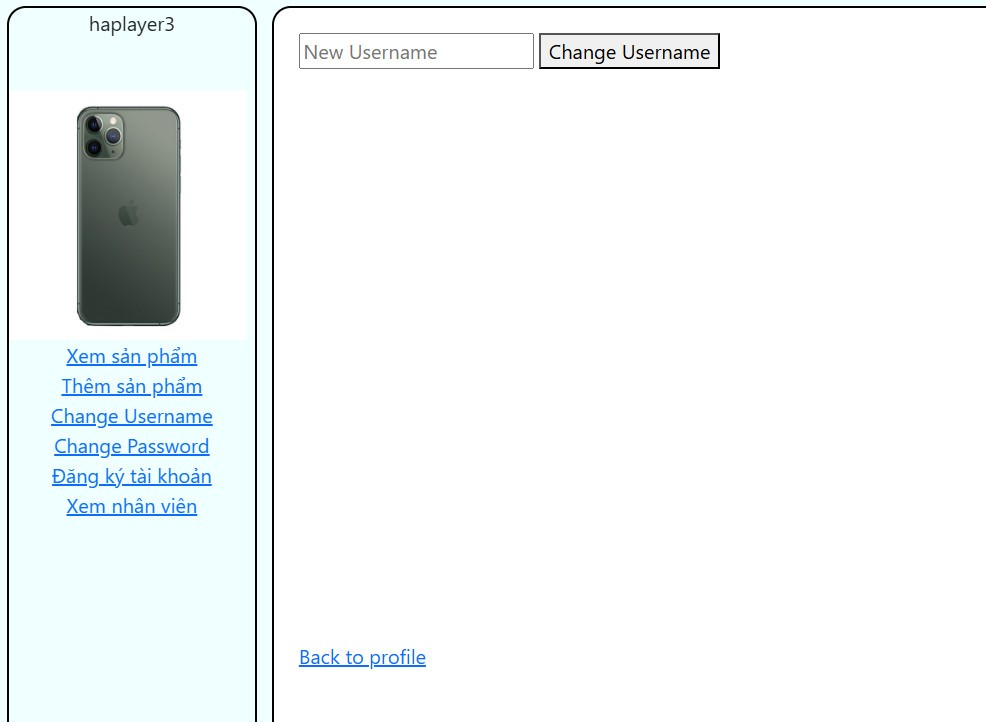 haplayer3
Xem sản phẩm
Thêm sản phẩm
Change Username
Change Password
Đăng ký tài khoản
Xem nhân viên
New Username
Change Username
Back to profile